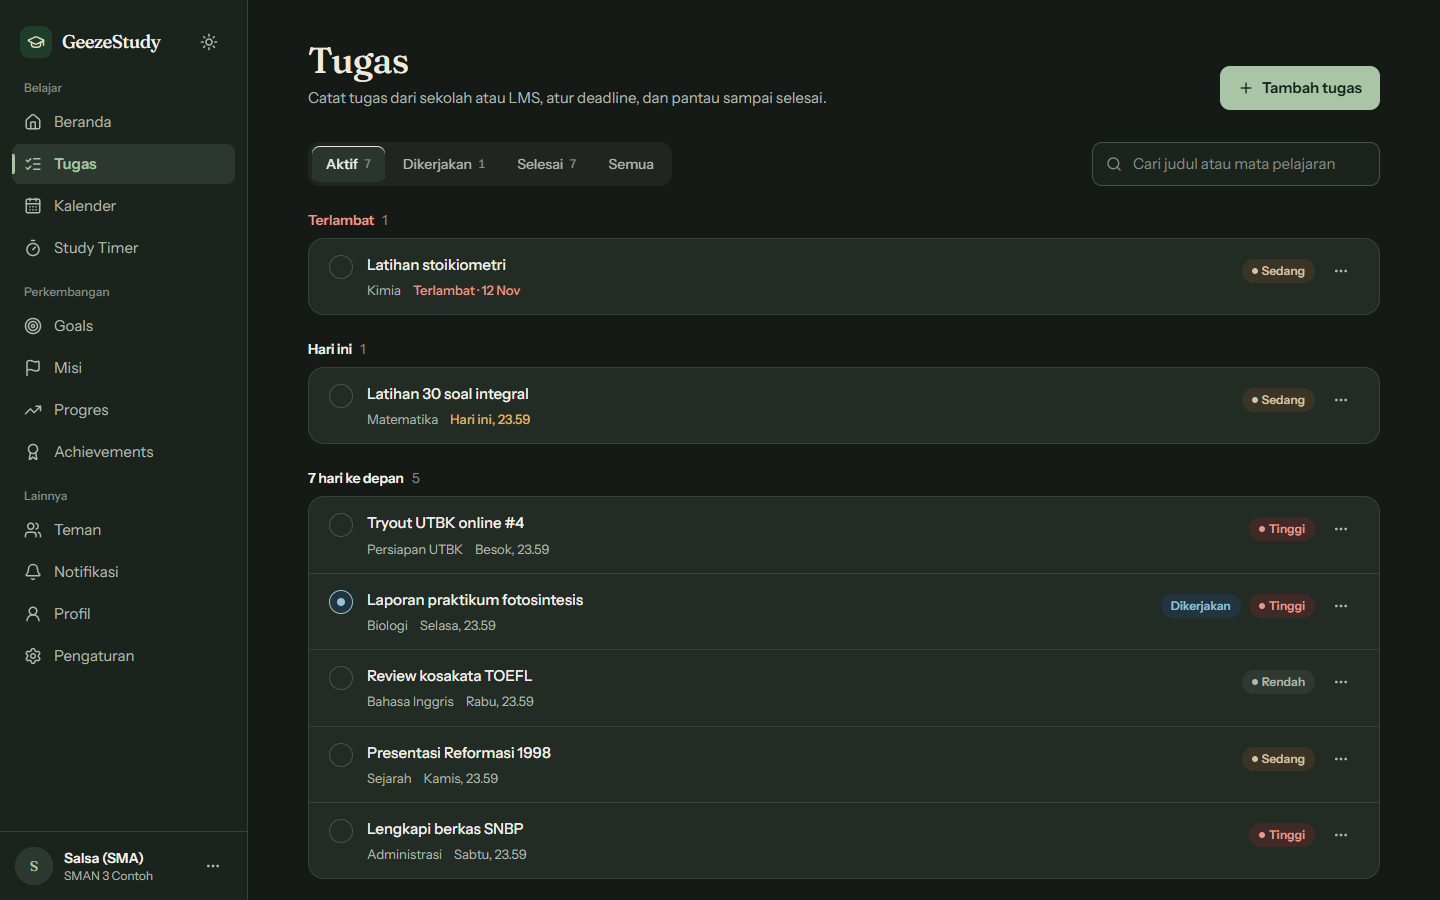 GeezeStudy
Belajar
Beranda
Tugas
Kalender
Study Timer
Perkembangan
Goals
Misi
Progres
Achievements
Lainnya
Teman
Notifikasi
Profil
Pengaturan
S
Salsa (SMA)
SMAN 3 Contoh
Tugas
Catat tugas dari sekolah atau LMS, atur deadline, dan pantau sampai selesai.
+ Tambah tugas
Aktif 7 Dikerjakan 1 Selesai 7 Semua
Cari judul atau mata pelajaran
Terlambat 1
Latihan stoikiometri
Kimia Terlambat · 12 Nov
Sedang
Hari ini 1
Latihan 30 soal integral
Matematika Hari ini, 23.59
Sedang
7 hari ke depan 5
Tryout UTBK online #4
Persiapan UTBK Besok, 23.59
Tinggi
Laporan praktikum fotosintesis
Biologi Selasa, 23.59
Dikerjakan Tinggi
Review kosakata TOEFL
Bahasa Inggris Rabu, 23.59
Rendah
Presentasi Reformasi 1998
Sejarah Kamis, 23.59
Sedang
Lengkapi berkas SNBP
Administrasi Sabtu, 23.59
Tinggi